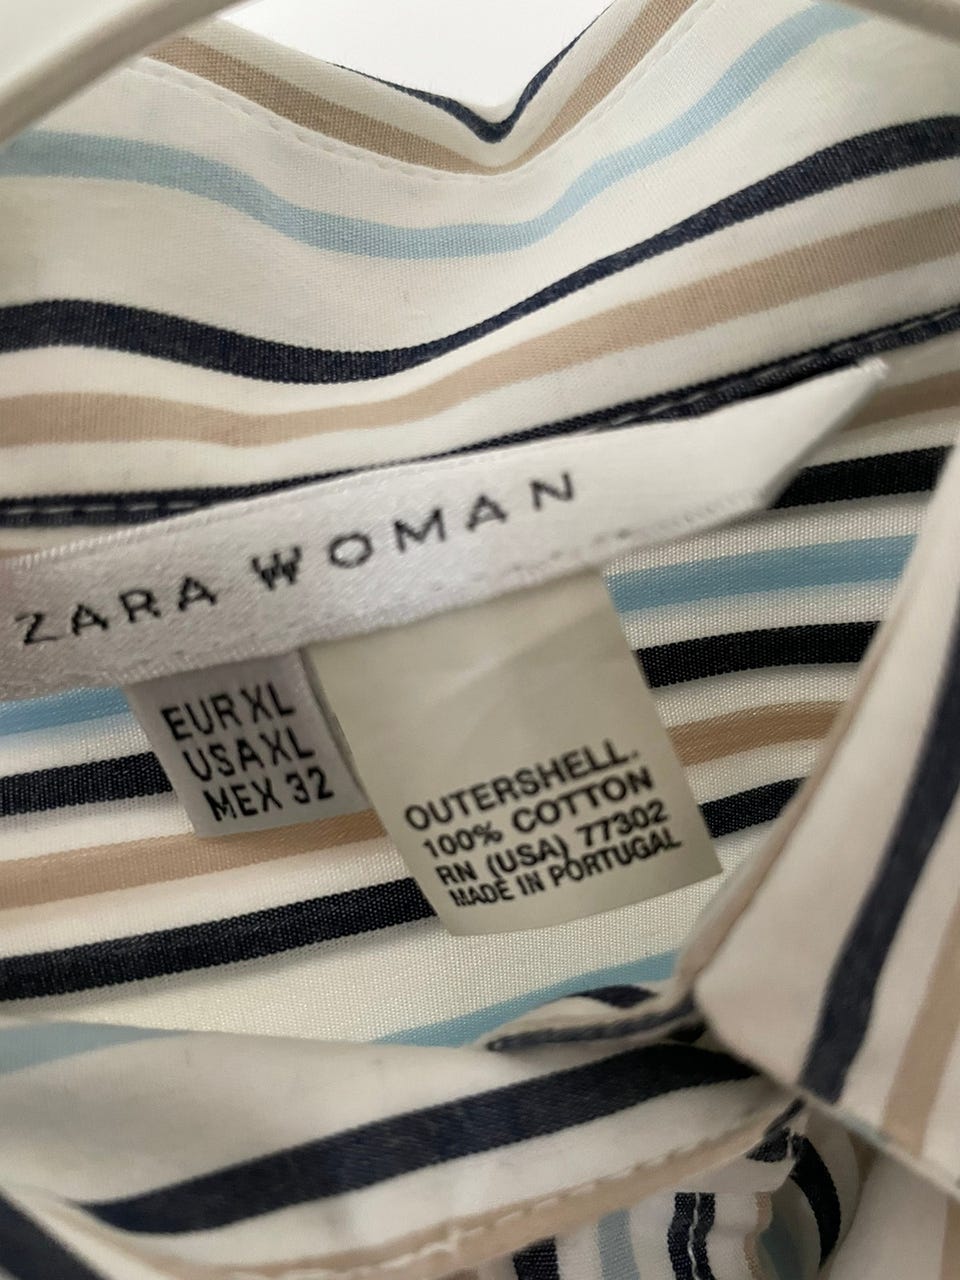 ZARA WOMAN
EUR XL
USA XL
MEX 32
OUTERSHELL.
100% COTTON
RN (USA) 77302
MADE IN PORTUGAL